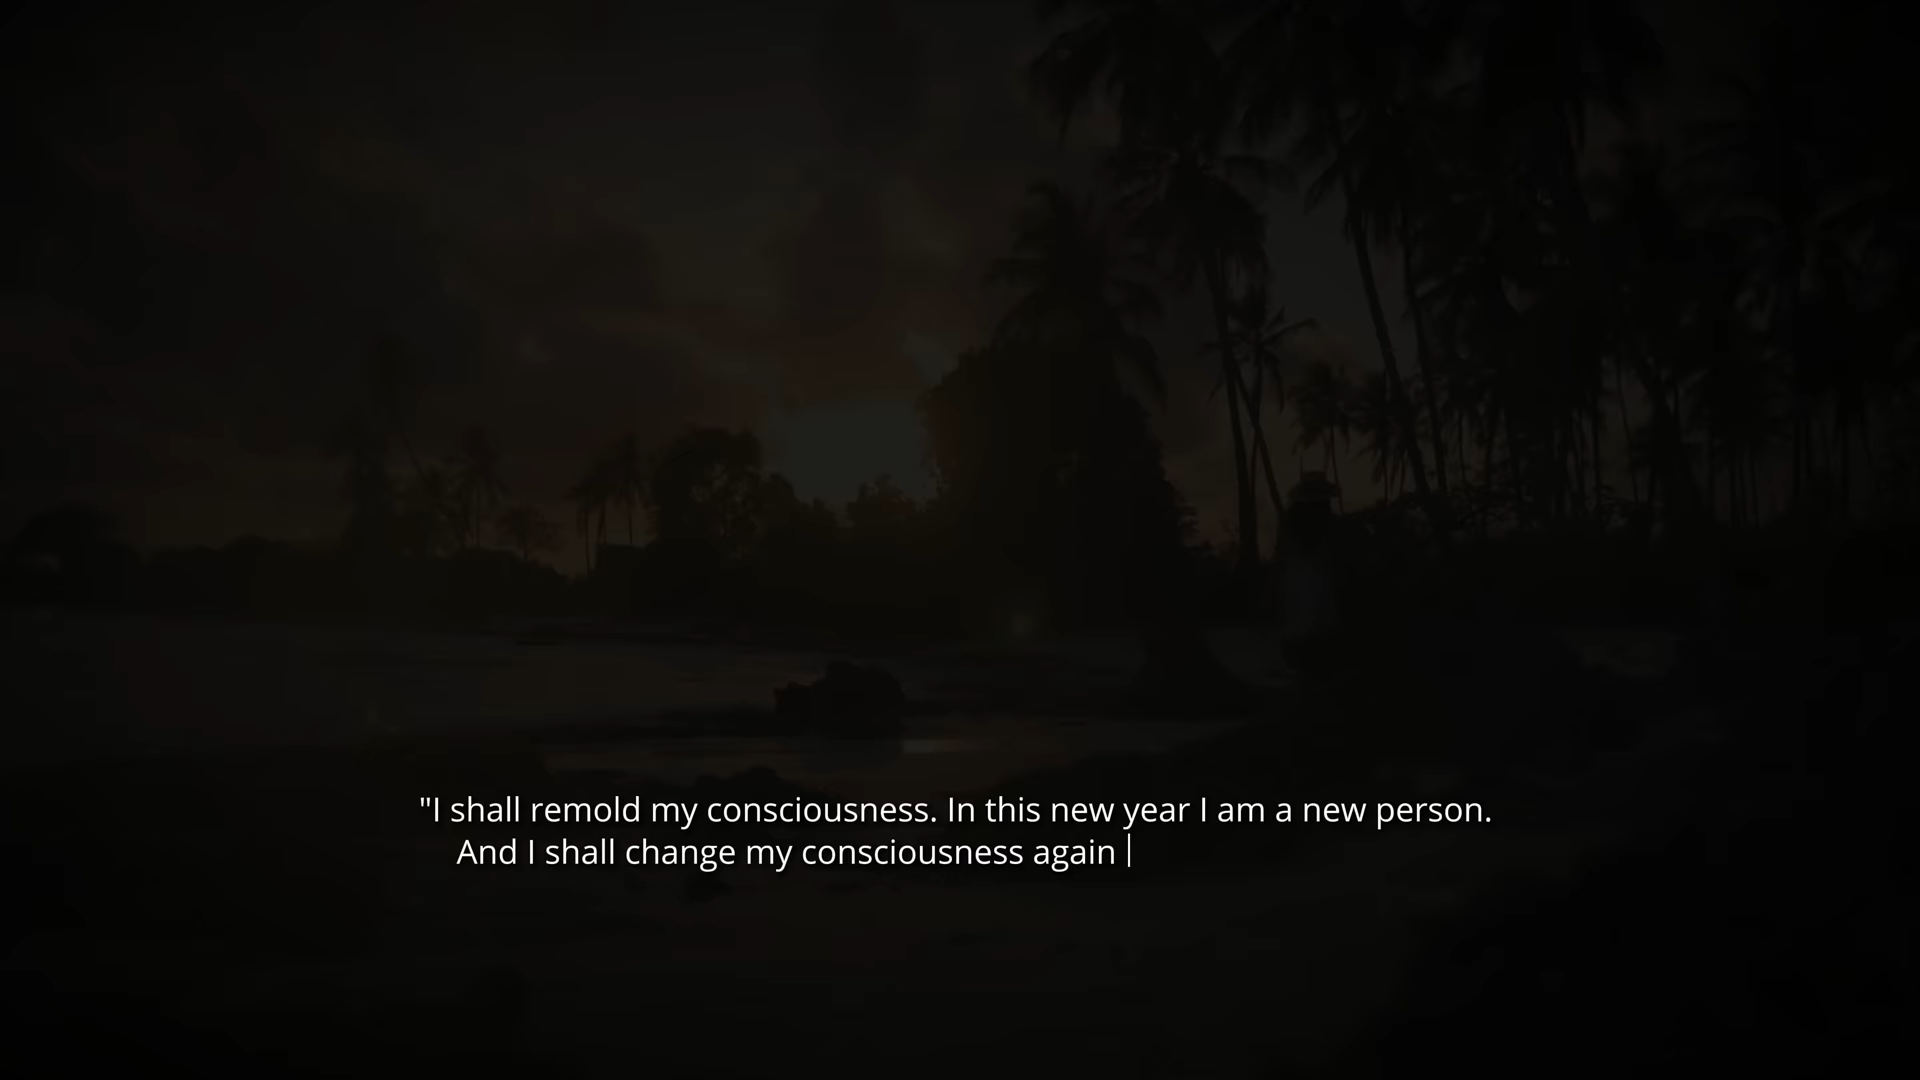 "I shall remold my consciousness. In this new year I am a new person.
And I shall change my consciousness again